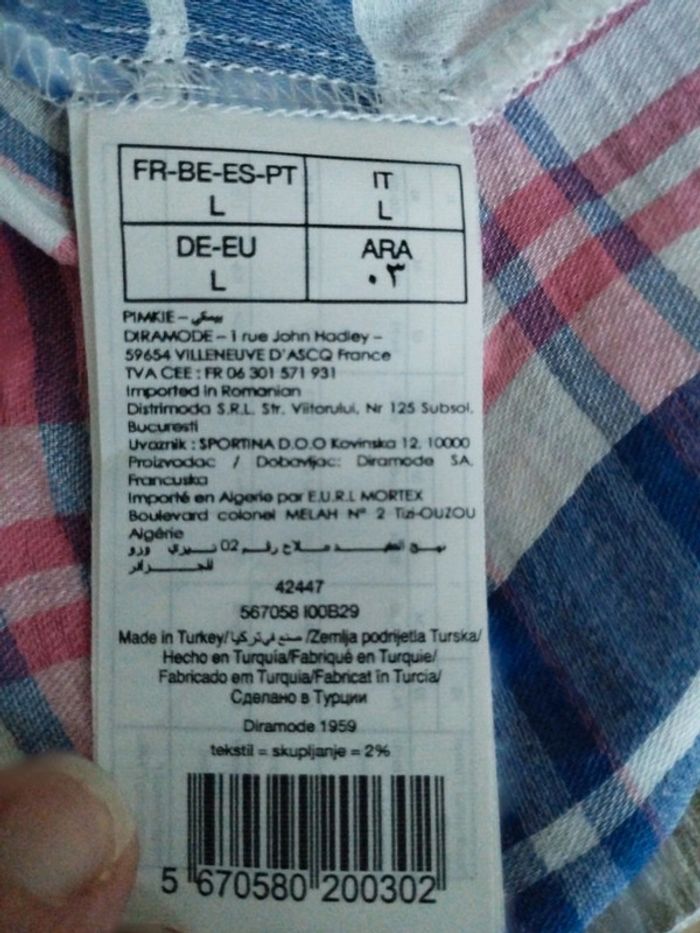 FR-BE-ES-PT
L
IT
L
DE-EU
L
ARA
٠٣
PIMKIE - بيمكي
DIRAMODE - 1 rue John Hadley -
59654 VILLENEUVE D'ASCQ France
TVA CEE : FR 06 301 571 931
Imported in Romanian
Distrimoda S.R.L. Str. Viitorului, Nr 125 Subsol,
Bucuresti
Uvoznik : SPORTINA D.O.O Kovinska 12, 10000
Proizvodac / Dobavljac: Diramode SA,
Francuska
Importé en Algerie par E.U.R.L MORTEX
Boulevard colonel MELAH N° 2 Tizi-OUZOU
Algérie
02
42447
567058 I00B29
Made in Turkey/صنع في تركيا/Zemlja podrijetla Turska/
Hecho en Turquía/Fabriqué en Turquie/
Fabricado em Turquia/Fabricat în Turcia/
Сделано в Турции
Diramode 1959
tekstil = skupljanje = 2%
5 670580 200302